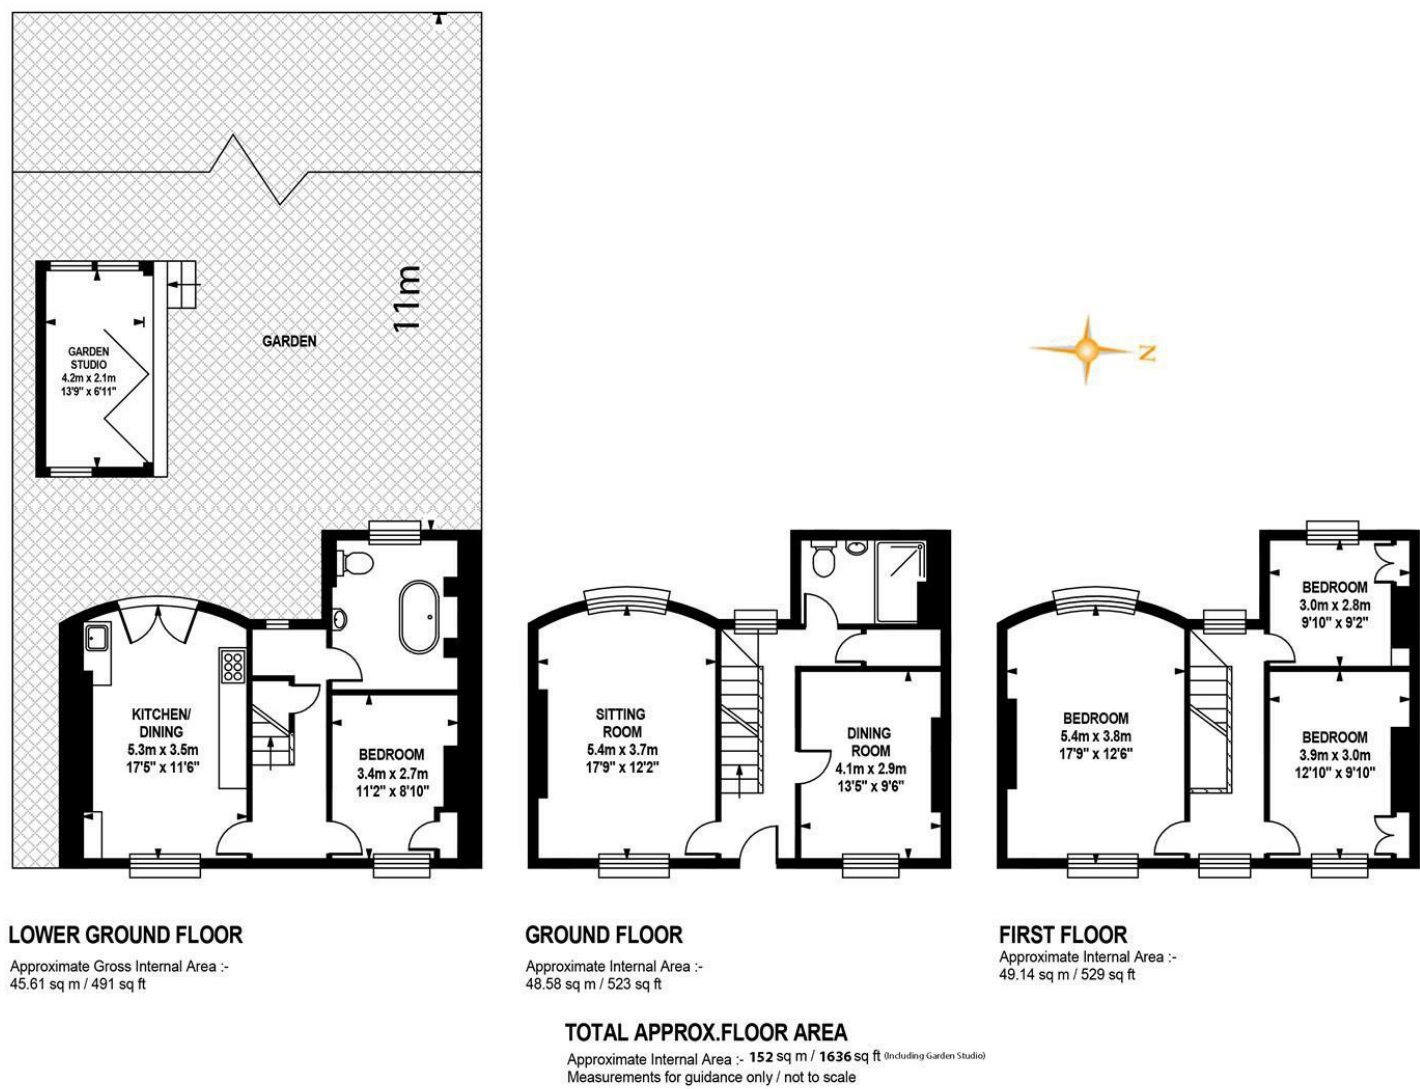 11m
GARDEN
GARDEN
STUDIO
4.2m x 2.1m
13'9" x 6'11"
N
KITCHEN/
DINING
5.3m x 3.5m
17'5" x 11'6"
BEDROOM
3.4m x 2.7m
11'2" x 8'10"
SITTING
ROOM
5.4m x 3.7m
17'9" x 12'2"
DINING
ROOM
4.1m x 2.9m
13'5" x 9'6"
BEDROOM
5.4m x 3.8m
17'9" x 12'6"
BEDROOM
3.0m x 2.8m
9'10" x 9'2"
BEDROOM
3.9m x 3.0m
12'10" x 9'10"
LOWER GROUND FLOOR
Approximate Gross Internal Area :-
45.61 sq m / 491 sq ft
GROUND FLOOR
Approximate Internal Area :-
48.58 sq m / 523 sq ft
FIRST FLOOR
Approximate Internal Area :-
49.14 sq m / 529 sq ft
TOTAL APPROX.FLOOR AREA
Approximate Internal Area :- 152 sq m / 1636 sq ft (Including Garden Studio)
Measurements for guidance only / not to scale